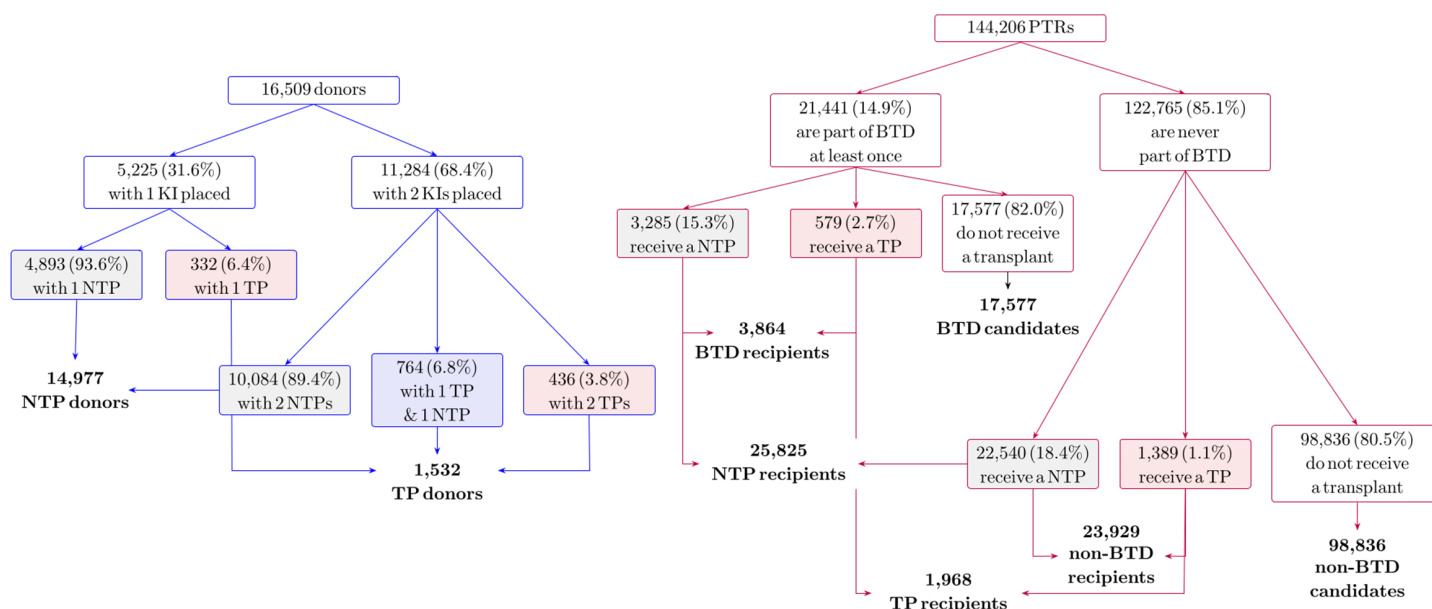 16,509 donors
5,225 (31.6%)
with 1 KI placed
11,284 (68.4%)
with 2 KIs placed
4,893 (93.6%)
with 1 NTP
332 (6.4%)
with 1 TP
10,084 (89.4%)
with 2 NTPs
764 (6.8%)
with 1 TP
& 1 NTP
436 (3.8%)
with 2 TPs
14,977
NTP donors
1,532
TP donors
144,206 PTRs
21,441 (14.9%)
are part of BTD
at least once
122,765 (85.1%)
are never
part of BTD
3,285 (15.3%)
receive a NTP
579 (2.7%)
receive a TP
17,577 (82.0%)
do not receive
a transplant
17,577
BTD candidates
3,864
BTD recipients
25,825
NTP recipients
22,540 (18.4%)
receive a NTP
1,389 (1.1%)
receive a TP
98,836 (80.5%)
do not receive
a transplant
23,929
non-BTD
recipients
98,836
non-BTD
candidates
1,968
TP recipients